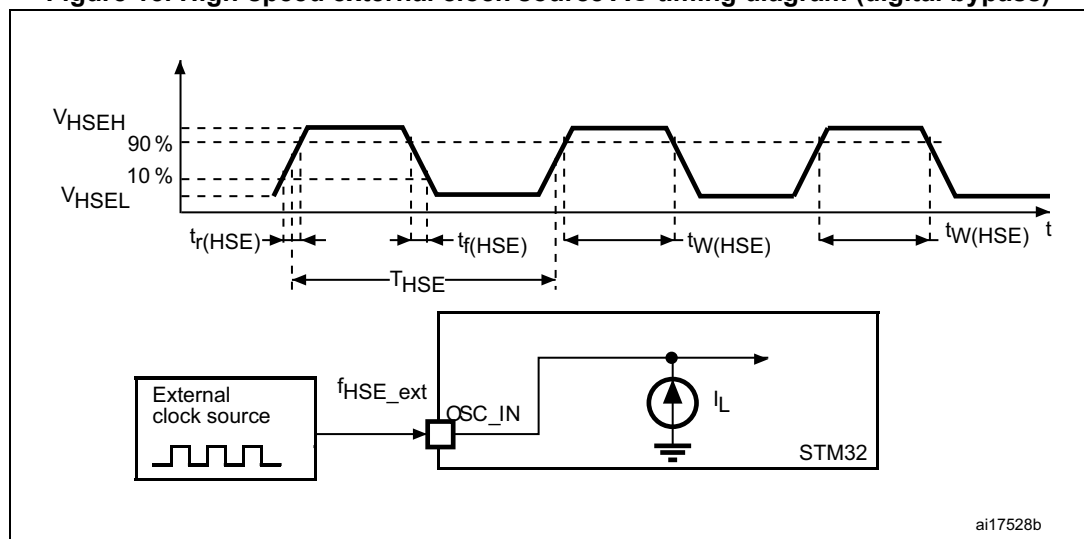 Figure 18. High-speed external clock source AC timing diagram (digital bypass)
VHSEH
90 %
10 %
VHSEL
tr(HSE)
tf(HSE)
tW(HSE)
tW(HSE)
t
THSE
External
clock source
fHSE_ext
OSC_IN
IL
STM32
ai17528b